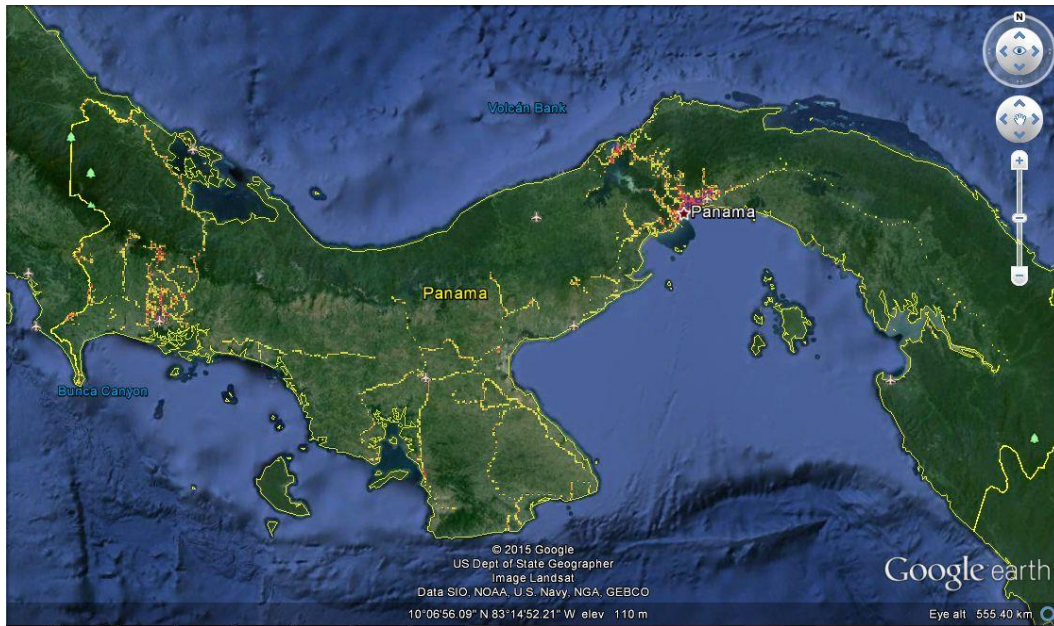 N
Volcán Bank
Panama
Panama
Bunca Canyon
© 2015 Google
US Dept of State Geographer
Image Landsat
Data SIO, NOAA, U.S. Navy, NGA, GEBCO
Google earth
10°06'56.09" N 83°14'52.21" W elev 110 m
Eye alt 555.40 km